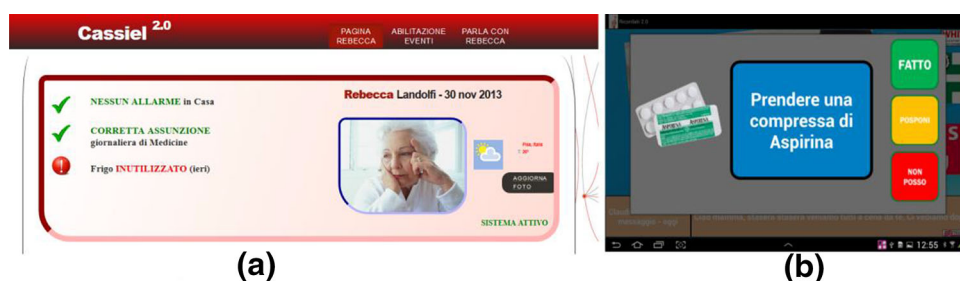 Cassiel 2.0
PAGINA REBECCA
ABILITAZIONE EVENTI
PARLA CON REBECCA
Rebecca Landolfi - 30 nov 2013
NESSUN ALLARME in Casa
CORRETTA ASSUNZIONE
giornaliera di Medicine
Frigo INUTILIZZATO (ieri)
AGGIORNA
FOTO
SISTEMA ATTIVO
(a)
Prendere una
compressa di
Aspirina
FATTO
POSPONI
NON
POSSO
12:55
(b)